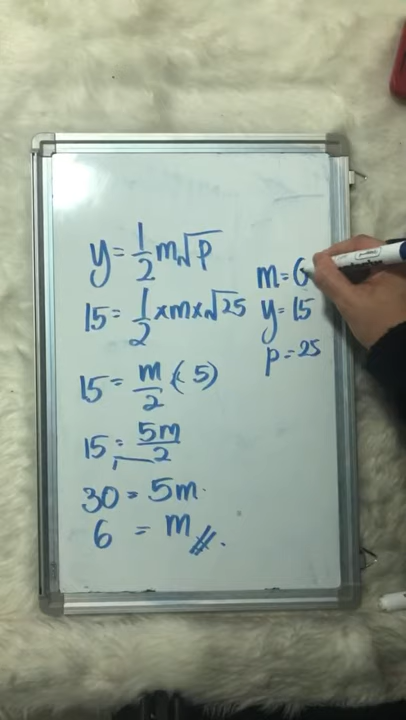 y = 1/2 m√p
15 = 1/2 × m × √25
15 = m/2 (5)
15 = 5m/2
30 = 5m.
6 = m //.
m = 6
y = 15
p = 25